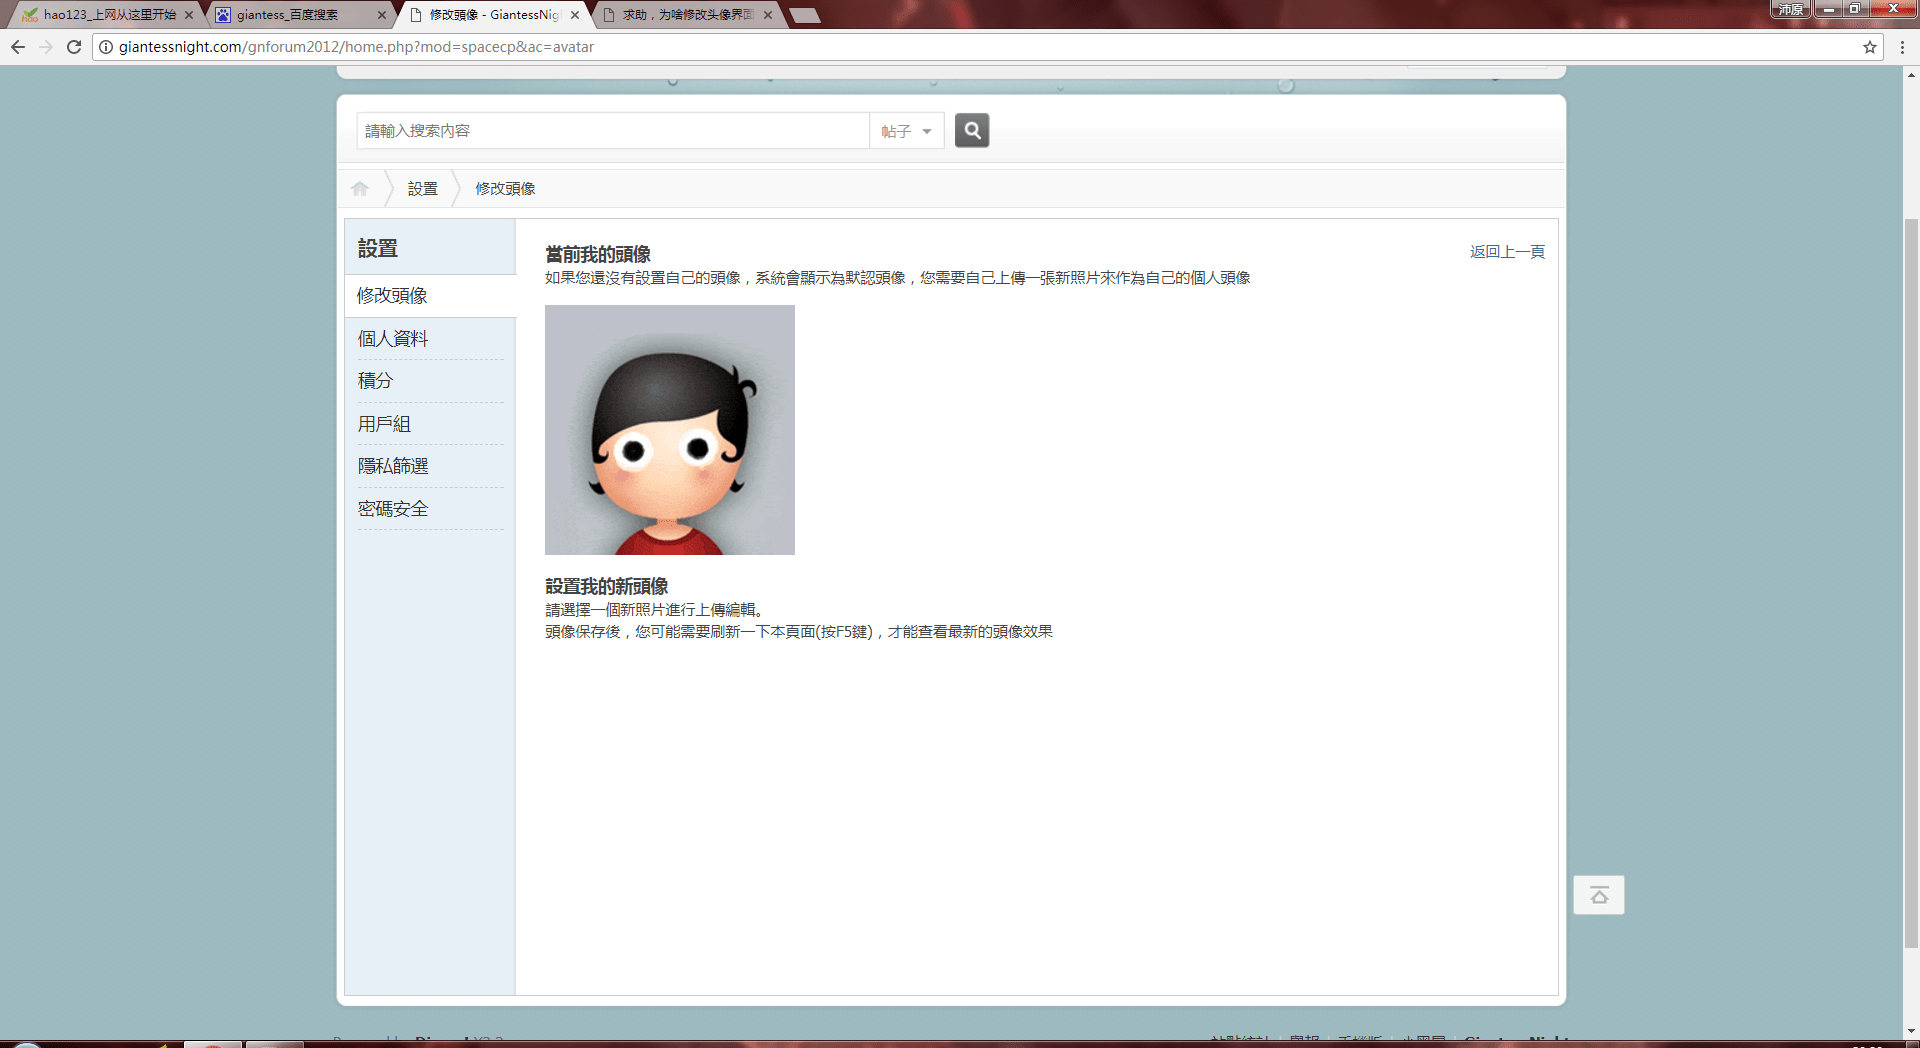 hao123_上网从这里开始
giantess_百度搜索
修改頭像 - GiantessNig
求助，为啥修改头像界面
沛原
giantessnight.com/gnforum2012/home.php?mod=spacecp&ac=avatar
請輸入搜索內容
帖子
設置
修改頭像
設置
修改頭像
個人資料
積分
用戶組
隱私篩選
密碼安全
當前我的頭像
返回上一頁
如果您還沒有設置自己的頭像，系統會顯示為默認頭像，您需要自己上傳一張新照片來作為自己的個人頭像
設置我的新頭像
請選擇一個新照片進行上傳編輯。
頭像保存後，您可能需要刷新一下本頁面(按F5鍵)，才能查看最新的頭像效果